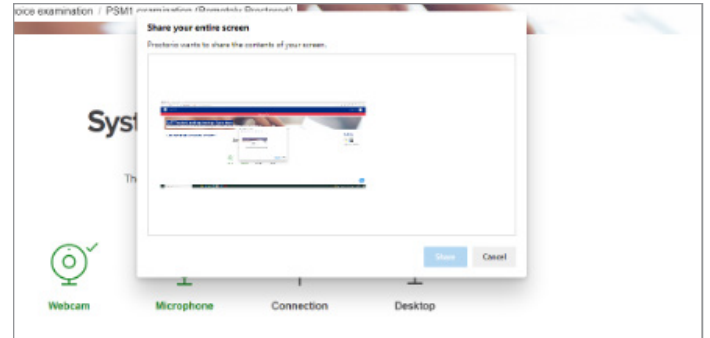 oice examination / PSM1 examination (Remotely Proctored)
Share your entire screen
Proctorio wants to share the contents of your screen.
Syst
Th
Share Cancel
Webcam Microphone Connection Desktop